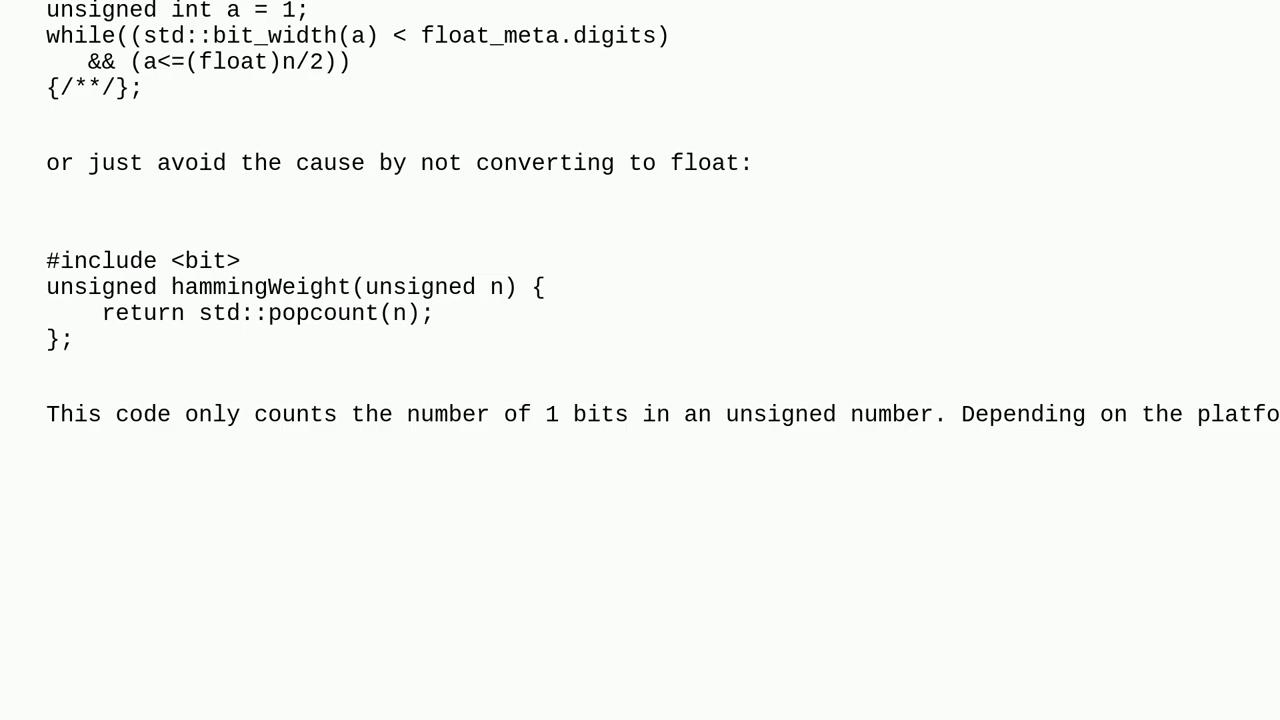 unsigned int a = 1;
while((std::bit_width(a) < float_meta.digits)
   && (a<=(float)n/2))
{/**/};
or just avoid the cause by not converting to float:
#include <bit>
unsigned hammingWeight(unsigned n) {
    return std::popcount(n);
};
This code only counts the number of 1 bits in an unsigned number. Depending on the platfo